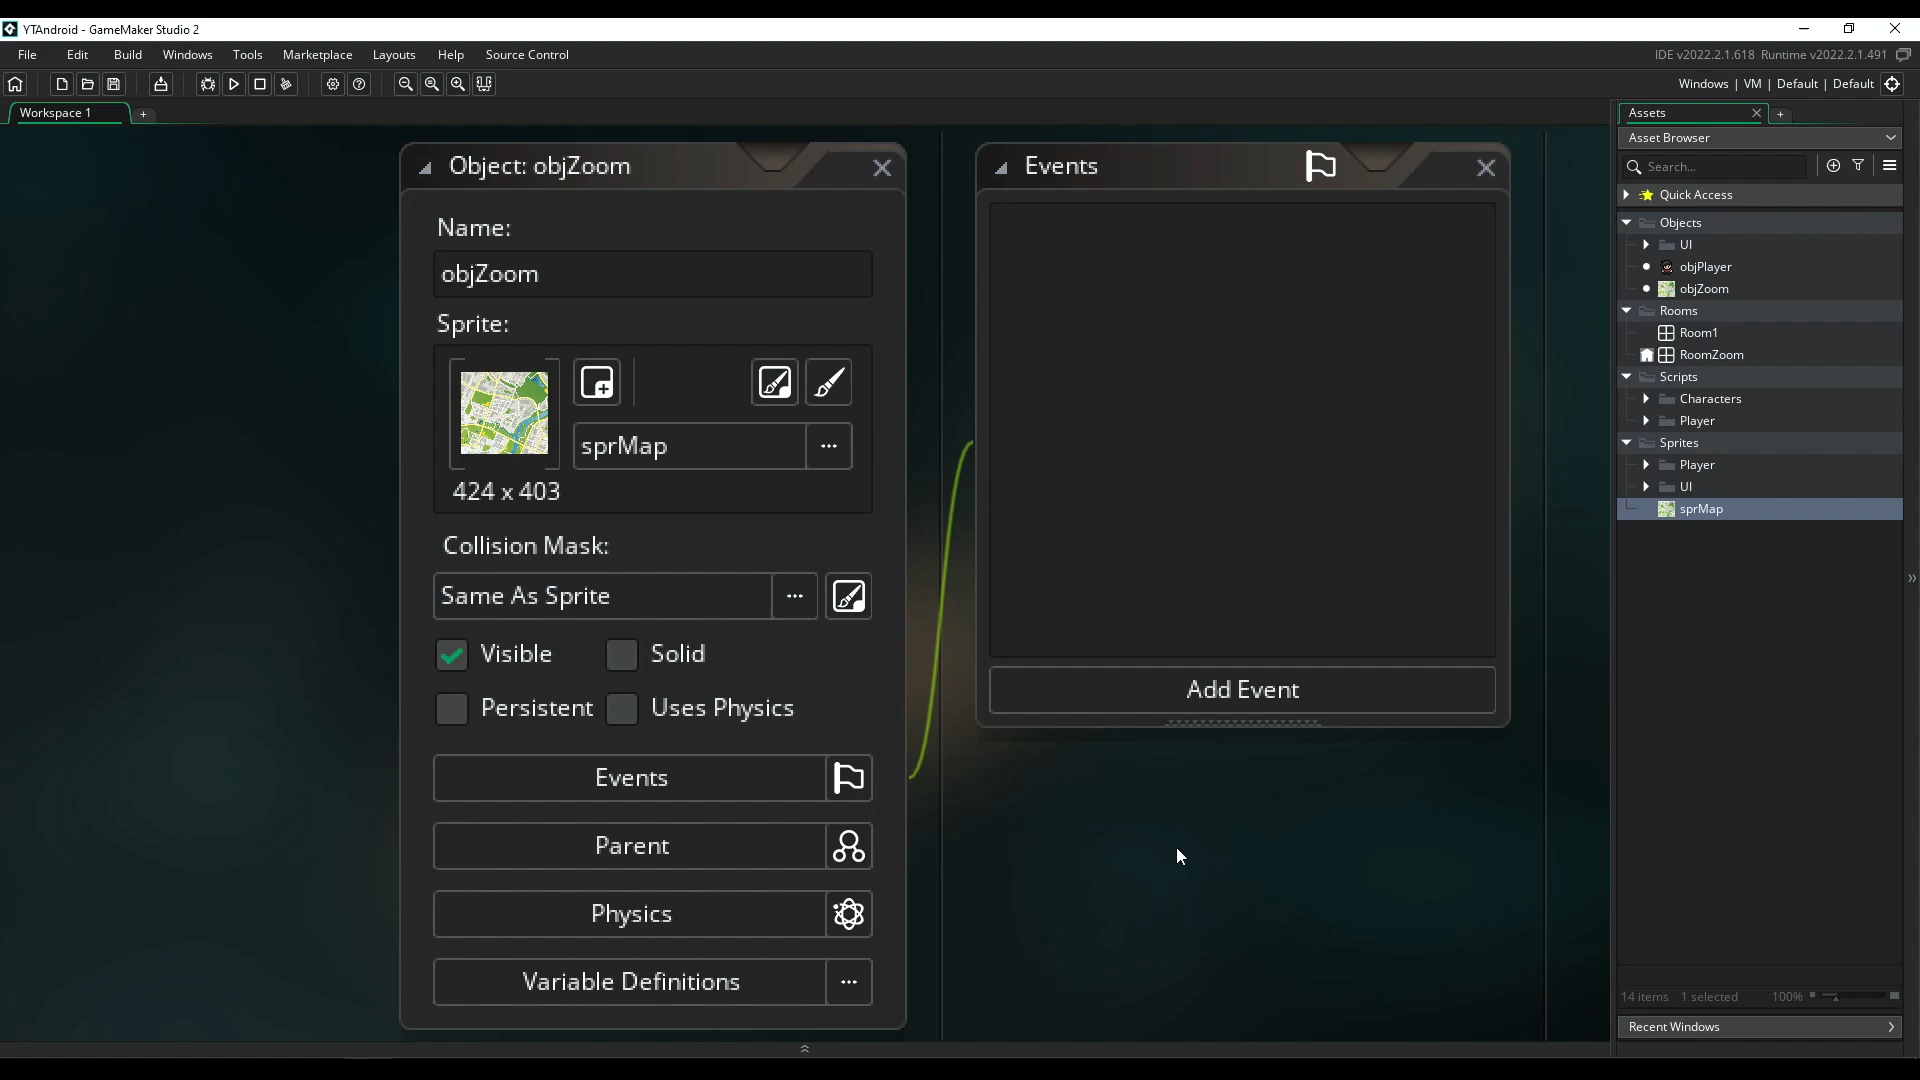 YTAndroid - GameMaker Studio 2
File Edit Build Windows Tools Marketplace Layouts Help Source Control
IDE v2022.2.1.618 Runtime v2022.2.1.491
Windows | VM | Default | Default
Workspace 1 +
Assets +
Asset Browser
Search...
Quick Access
Objects
UI
objPlayer
objZoom
Rooms
Room1
RoomZoom
Scripts
Characters
Player
Sprites
Player
UI
sprMap
14 items 1 selected 100%
Recent Windows
Object: objZoom
Name:
objZoom
Sprite:
sprMap ...
424 x 403
Collision Mask:
Same As Sprite ...
Visible Solid
Persistent Uses Physics
Events
Parent
Physics
Variable Definitions ...
Events
Add Event